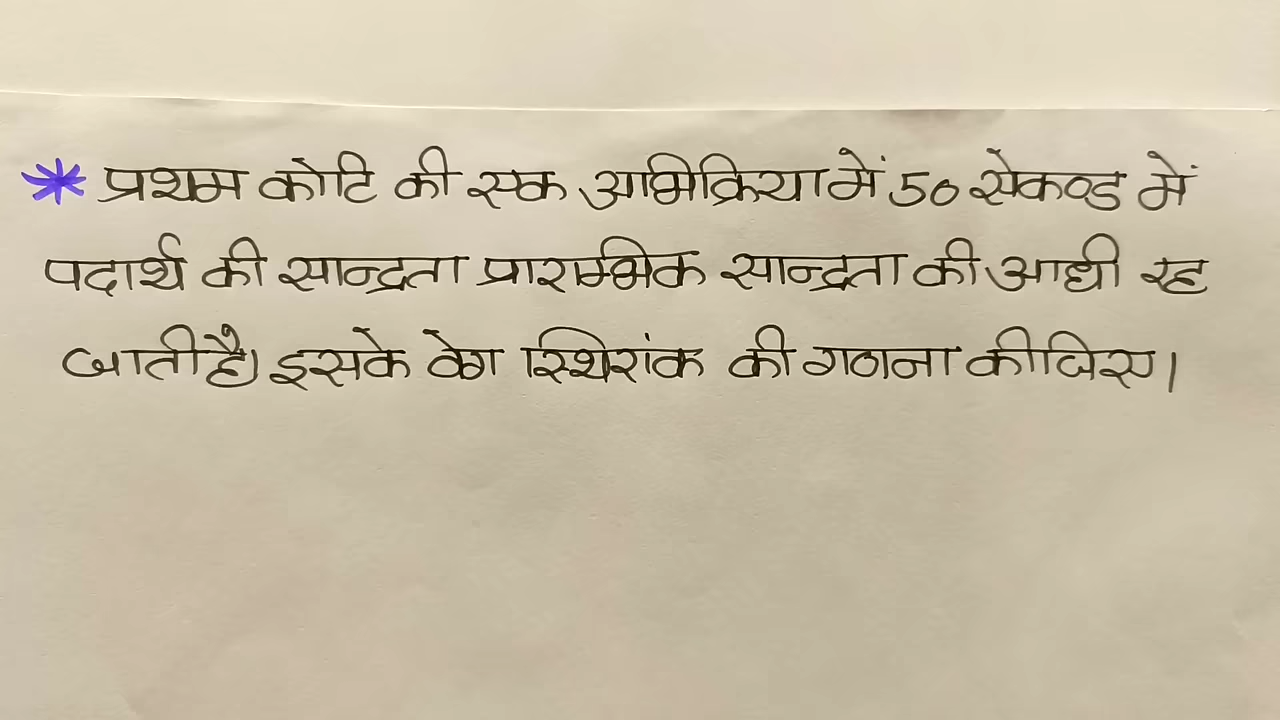 * प्रथम कोटि की एक अभिक्रिया में 50 सेकण्ड में
पदार्थ की सान्द्रता प्रारम्भिक सान्द्रता की आधी रह
जाती है। इसके वेग स्थिरांक की गणना कीजिए।